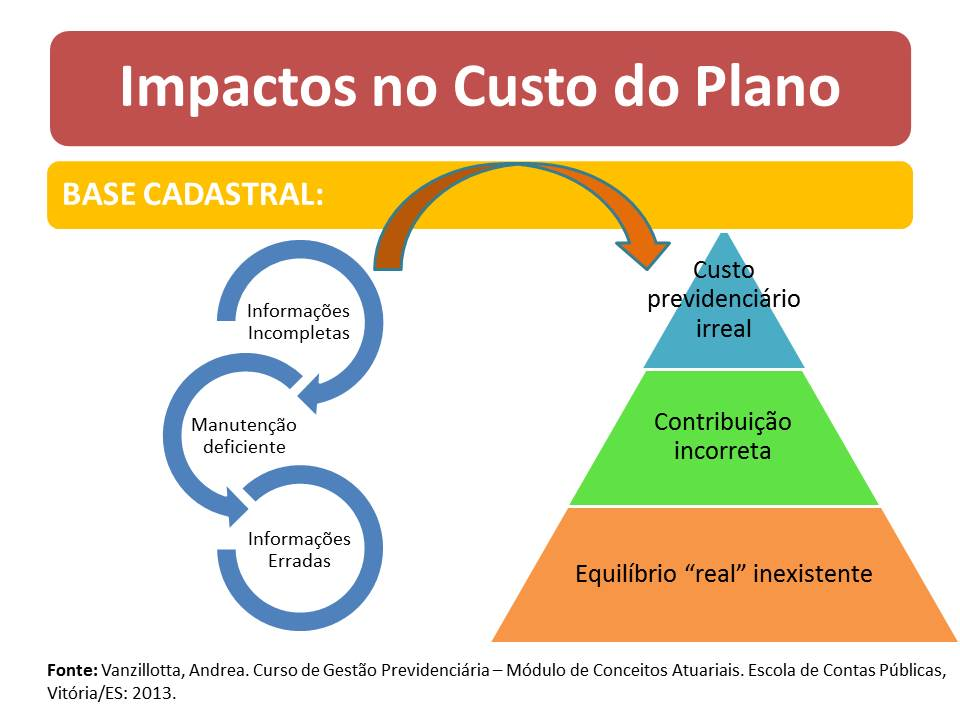 Impactos no Custo do Plano
BASE CADASTRAL:
Informações
Incompletas
Manutenção
deficiente
Informações
Erradas
Custo
previdenciário
irreal
Contribuição
incorreta
Equilíbrio “real” inexistente
Fonte: Vanzillotta, Andrea. Curso de Gestão Previdenciária – Módulo de Conceitos Atuariais. Escola de Contas Públicas,
Vitória/ES: 2013.